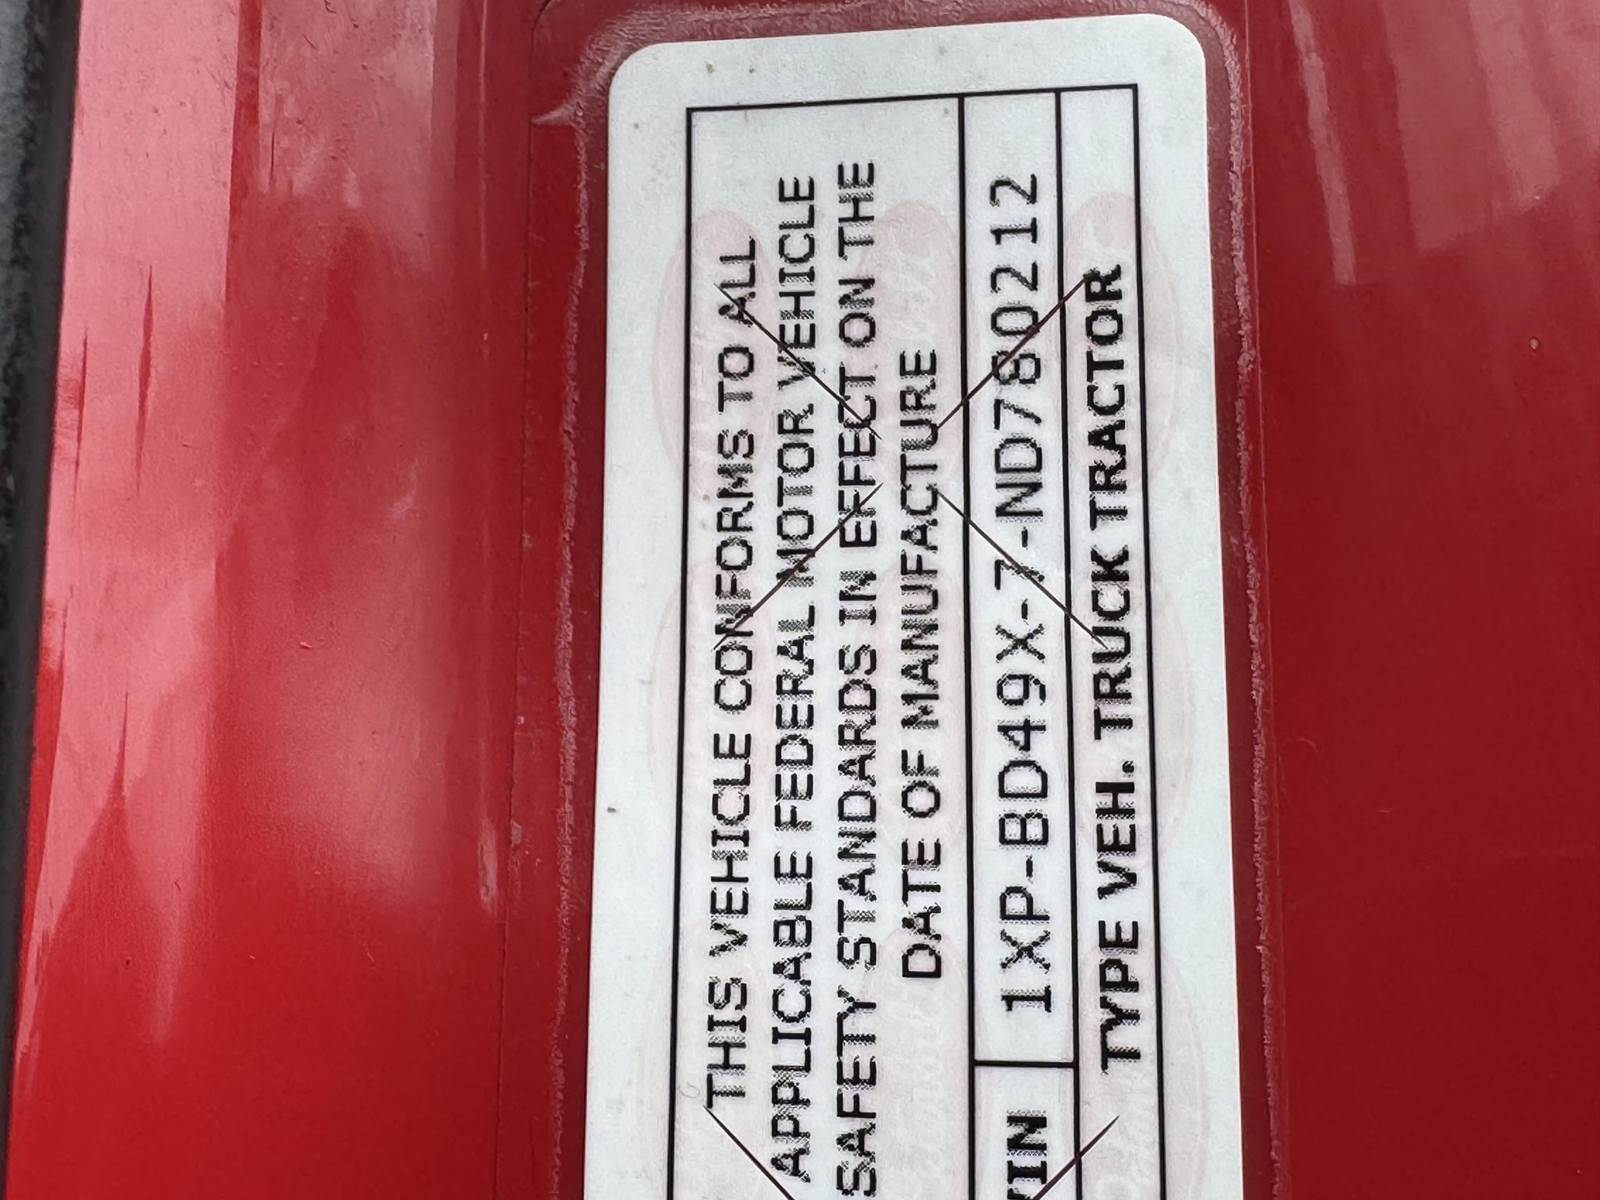 THIS VEHICLE CONFORMS TO ALL
APPLICABLE FEDERAL MOTOR VEHICLE
SAFETY STANDARDS IN EFFECT ON THE
DATE OF MANUFACTURE
VIN 1XP-BD49X-7-ND780212
TYPE VEH. TRUCK TRACTOR